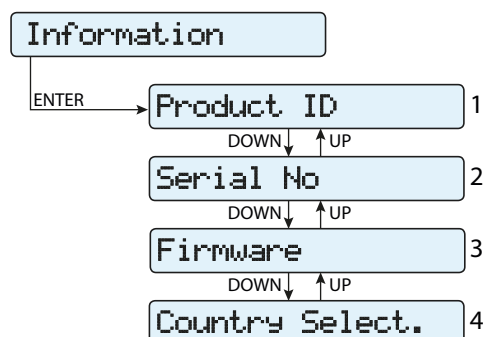 Information
ENTER
Product ID 1
DOWN UP
Serial No 2
DOWN UP
Firmware 3
DOWN UP
Country Select. 4